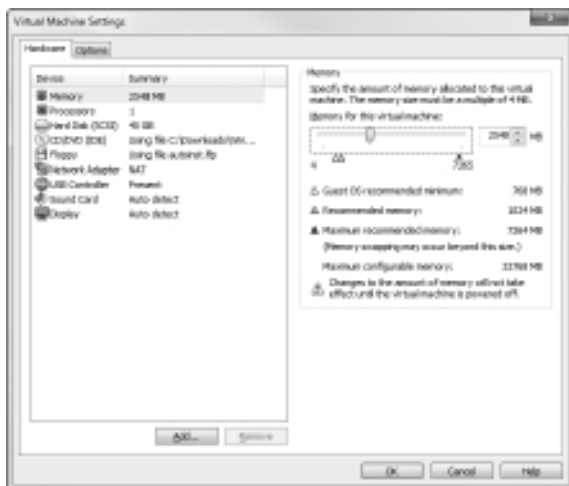 Virtual Machine Settings
Hardware Options
Device Summary
Memory 2048 MB
Processors 1
Hard Disk (SCSI) 40 GB
CD/DVD (IDE) Using file C:/Downloads/
Floppy Using file autoinst.flp
Network Adapter NAT
USB Controller Present
Sound Card Auto detect
Display Auto detect
Add... Remove
Memory
Specify the amount of memory allocated to this virtual
machine. The memory size must be a multiple of 4 MB.
Memory for this virtual machine:
2048 MB
4
Guest OS recommended minimum: 768 MB
Recommended memory: 1024 MB
Maximum recommended memory: 7264 MB
(Memory swapping may occur beyond this size.)
Maximum configurable memory: 32768 MB
Changes to the amount of memory will not take
effect until the virtual machine is powered off.
OK Cancel Help